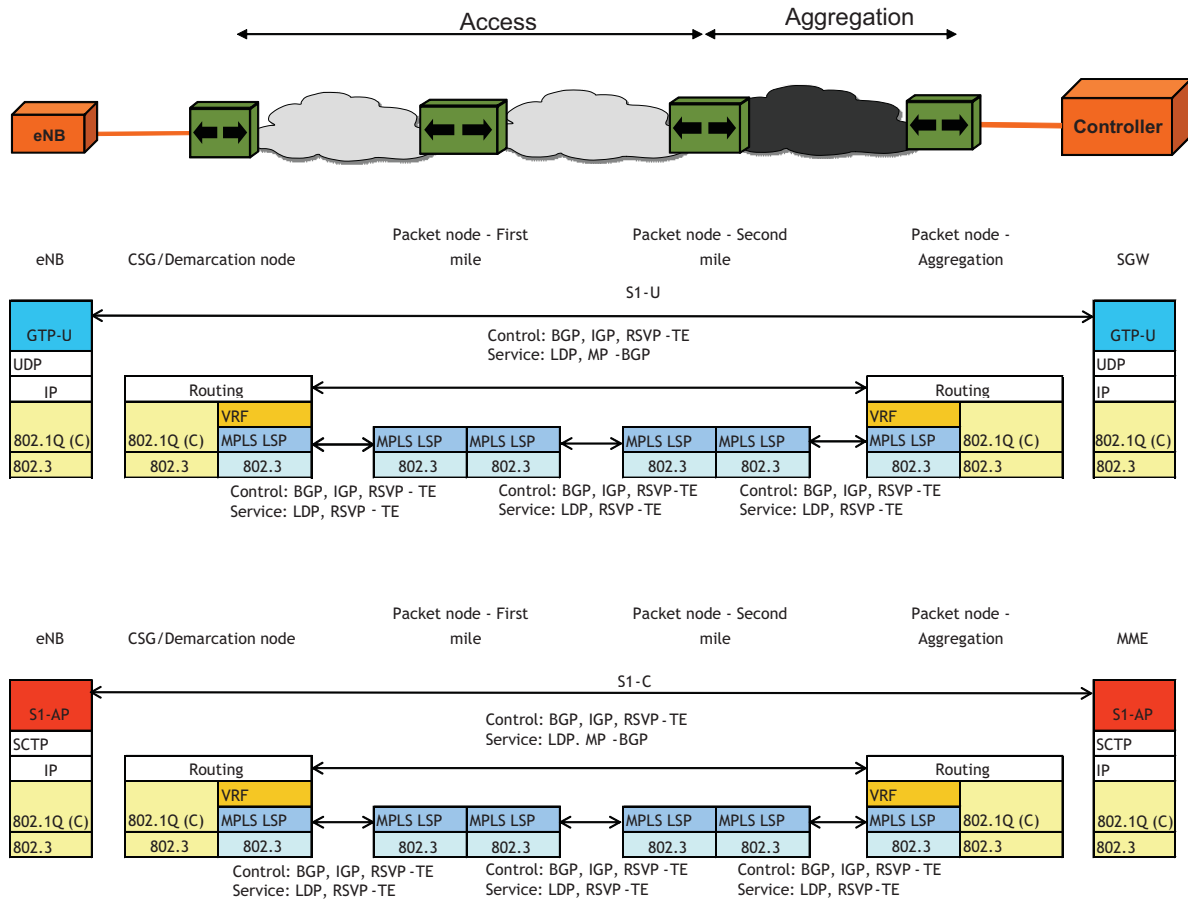 Access
Aggregation
eNB
Controller
Packet node - First
mile
Packet node - Second
mile
Packet node -
Aggregation
eNB
CSG/Demarcation node
SGW
S1-U
GTP-U
GTP-U
Control: BGP, IGP, RSVP -TE
Service: LDP, MP -BGP
UDP
UDP
IP
Routing
Routing
IP
VRF
VRF
802.1Q (C)
802.1Q (C)
MPLS LSP
MPLS LSP
MPLS LSP
MPLS LSP
MPLS LSP
MPLS LSP
802.1Q (C)
802.1Q (C)
802.3
802.3
802.3
802.3
802.3
802.3
802.3
802.3
802.3
802.3
Control: BGP, IGP, RSVP - TE
Service: LDP, RSVP - TE
Control: BGP, IGP, RSVP-TE
Service: LDP, RSVP-TE
Control: BGP, IGP, RSVP-TE
Service: LDP, RSVP-TE
Packet node - First
mile
Packet node - Second
mile
Packet node -
Aggregation
eNB
CSG/Demarcation node
MME
S1-C
S1-AP
S1-AP
Control: BGP, IGP, RSVP -TE
Service: LDP. MP -BGP
SCTP
SCTP
IP
Routing
Routing
IP
VRF
VRF
802.1Q (C)
802.1Q (C)
MPLS LSP
MPLS LSP
MPLS LSP
MPLS LSP
MPLS LSP
MPLS LSP
802.1Q (C)
802.1Q (C)
802.3
802.3
802.3
802.3
802.3
802.3
802.3
802.3
802.3
802.3
Control: BGP, IGP, RSVP -TE
Service: LDP, RSVP -TE
Control: BGP, IGP, RSVP -TE
Service: LDP, RSVP -TE
Control: BGP, IGP, RSVP -TE
Service: LDP, RSVP -TE